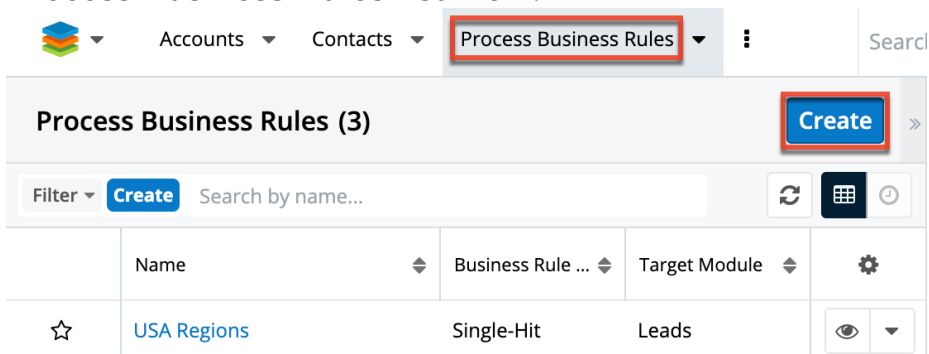 Accounts Contacts Process Business Rules Search
Process Business Rules (3) Create »
Filter Create Search by name...
Name Business Rule ... Target Module
USA Regions Single-Hit Leads